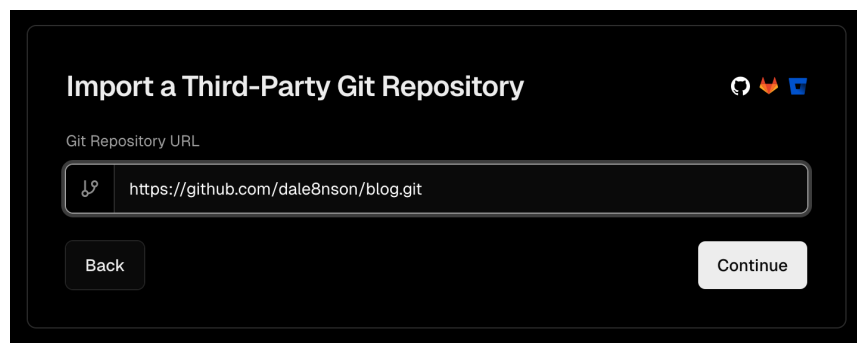 Import a Third-Party Git Repository
Git Repository URL
https://github.com/dale8nson/blog.git
Back
Continue